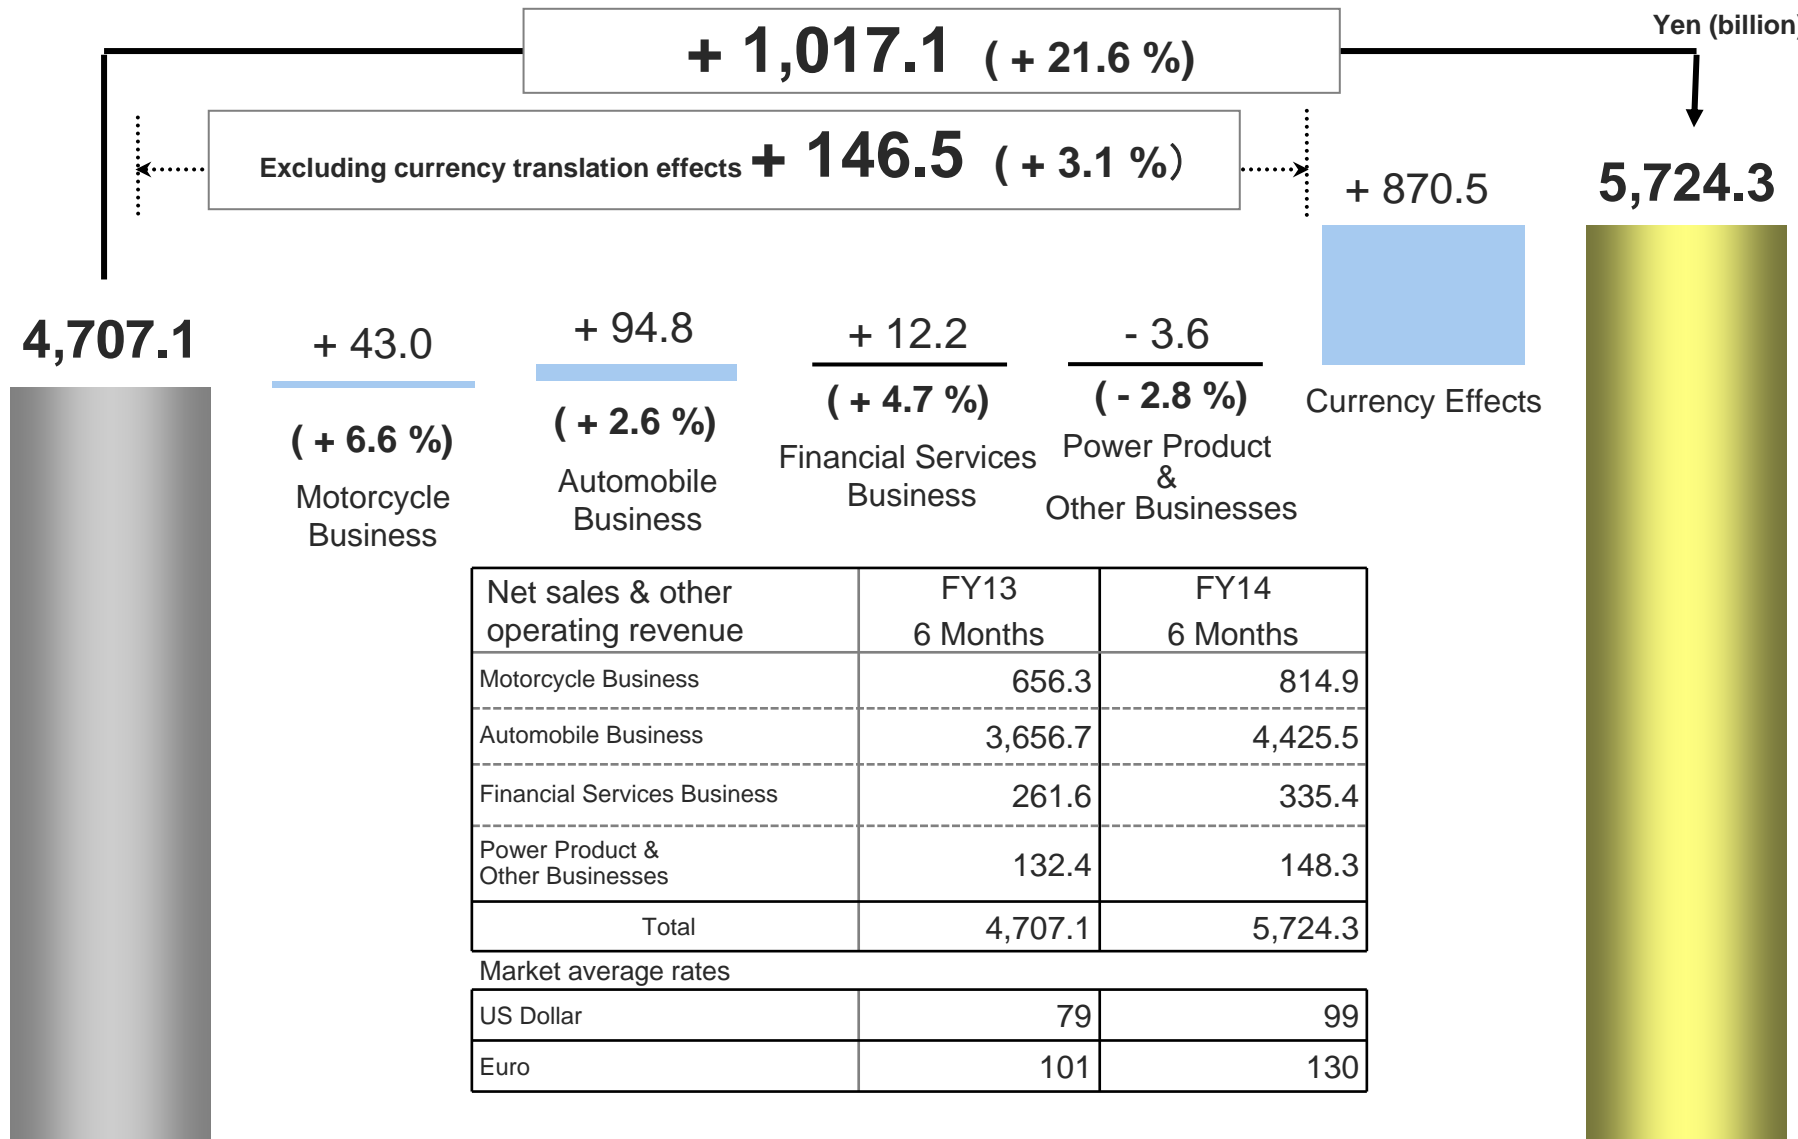 Yen (billion)
+ 1,017.1 ( + 21.6 %)
Excluding currency translation effects + 146.5 ( + 3.1 %)
+ 870.5
5,724.3
4,707.1
+ 43.0
+ 94.8
+ 12.2
- 3.6
( + 6.6 %)
( + 2.6 %)
( + 4.7 %)
( - 2.8 %)
Currency Effects
Motorcycle
Business
Automobile
Business
Financial Services
Business
Power Product
&
Other Businesses
Net sales & other
operating revenue
FY13
6 Months
FY14
6 Months
Motorcycle Business 656.3 814.9
Automobile Business 3,656.7 4,425.5
Financial Services Business 261.6 335.4
Power Product &
Other Businesses 132.4 148.3
Total 4,707.1 5,724.3
Market average rates
US Dollar 79 99
Euro 101 130